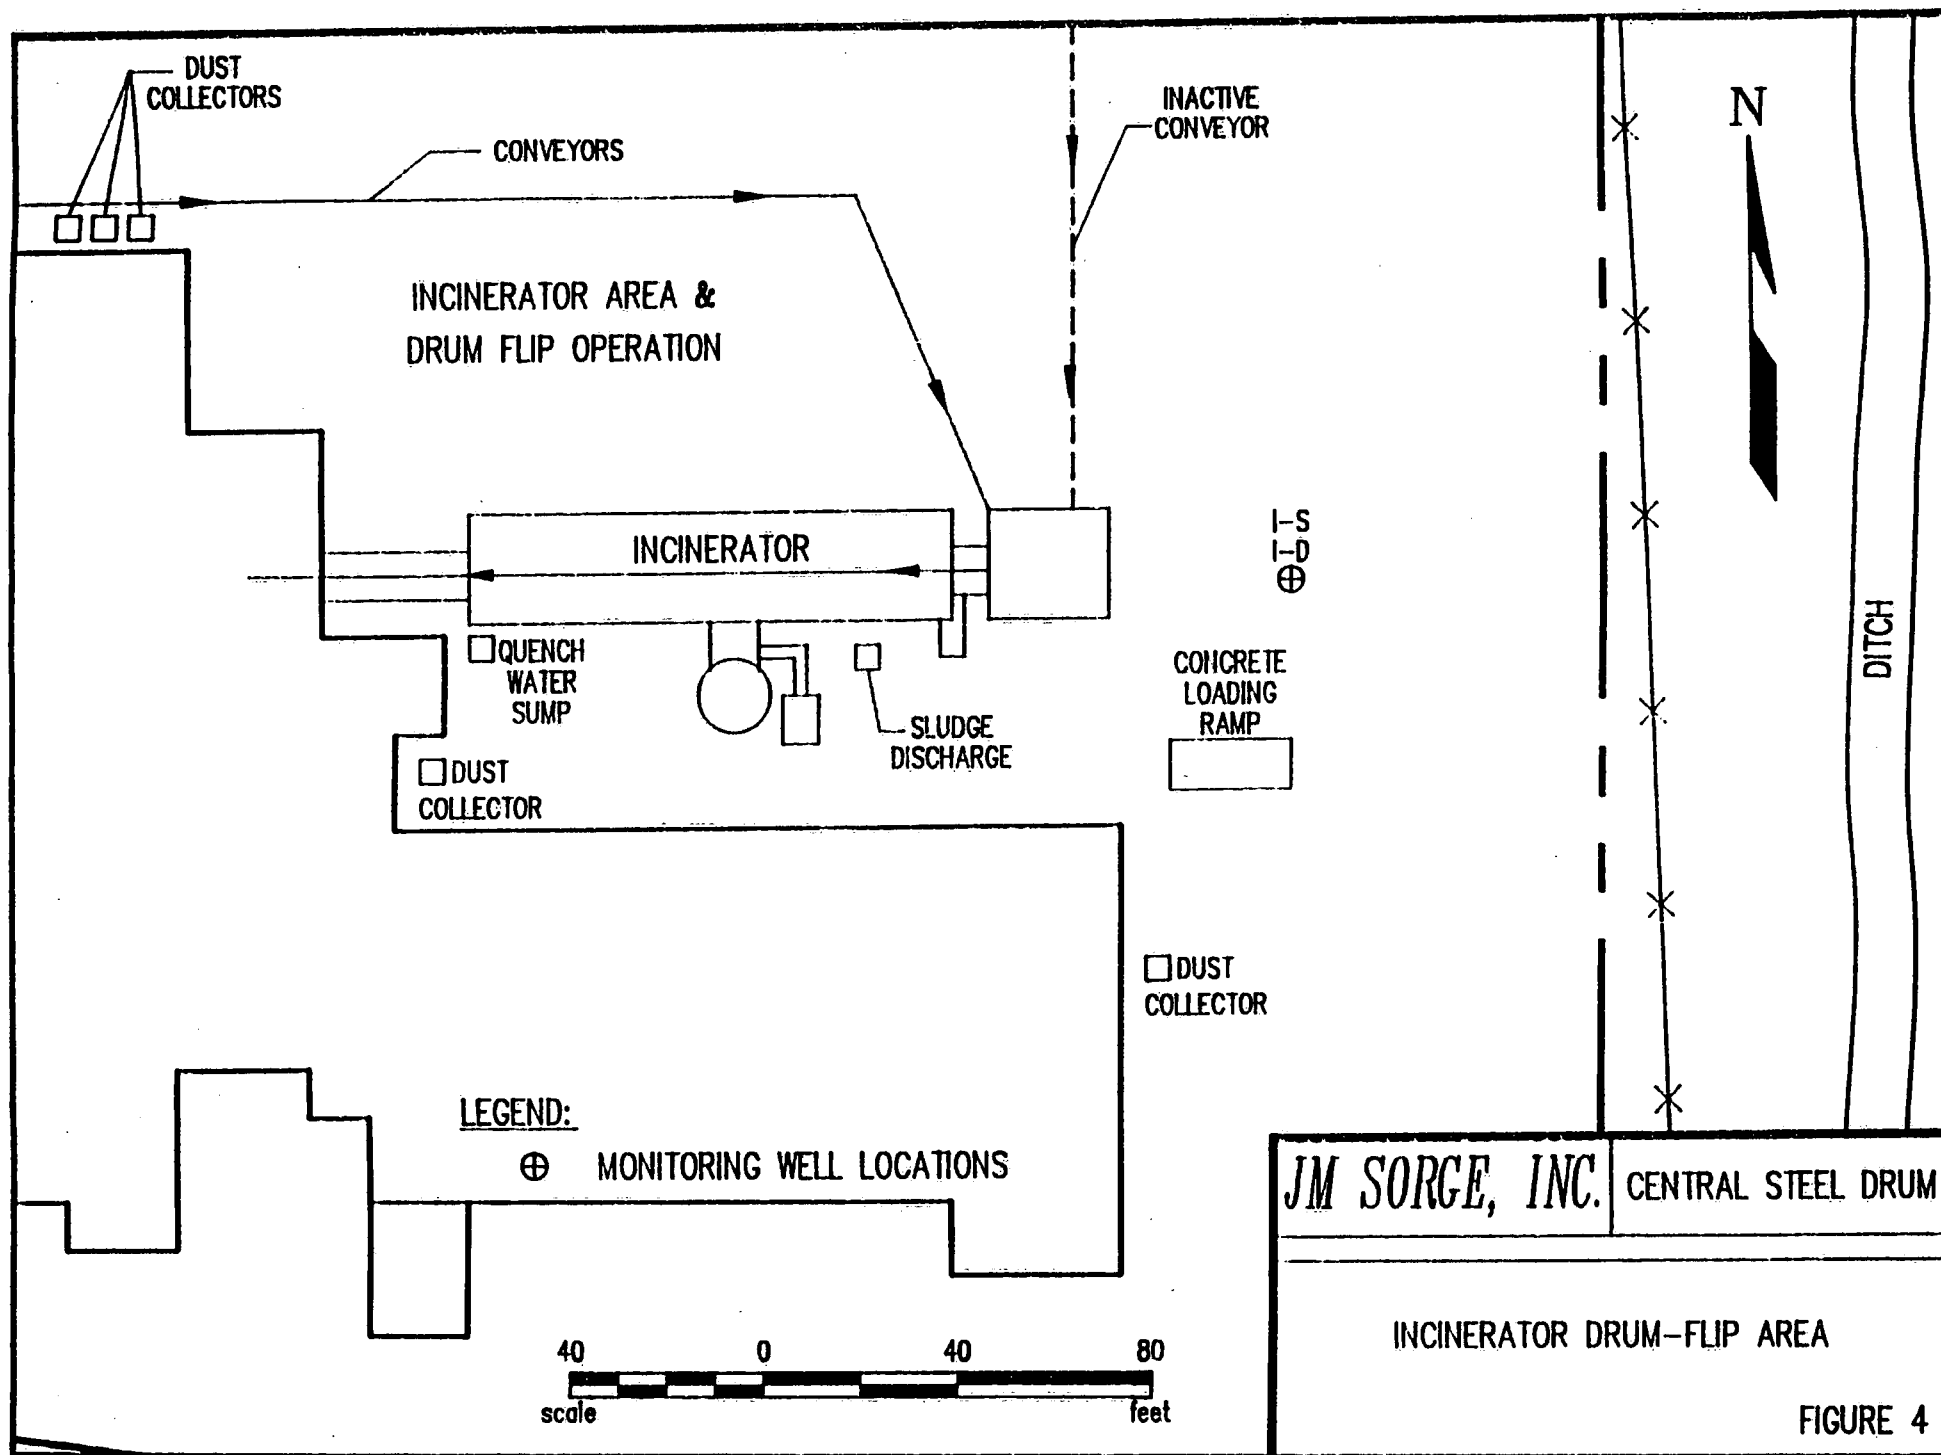 DUST
COLLECTORS
CONVEYORS
INACTIVE
CONVEYOR
N
INCINERATOR AREA &
DRUM FLIP OPERATION
INCINERATOR
I-S
I-D
DITCH
QUENCH
WATER
SUMP
SLUDGE
DISCHARGE
CONCRETE
LOADING
RAMP
DUST
COLLECTOR
DUST
COLLECTOR
LEGEND:
MONITORING WELL LOCATIONS
JM SORGE, INC.
CENTRAL STEEL DRUM
INCINERATOR DRUM-FLIP AREA
40 0 40 80
scale feet
FIGURE 4